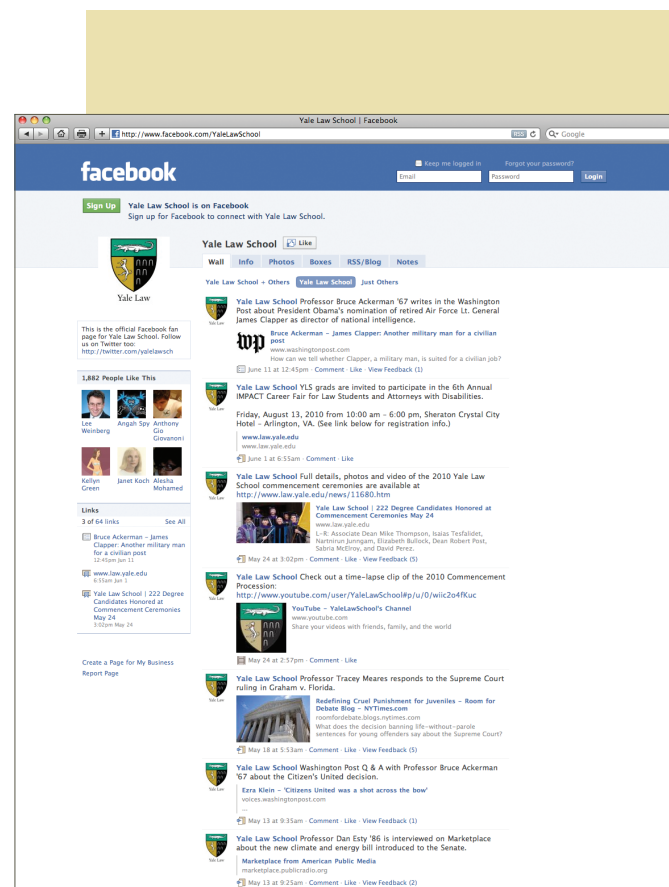 Yale Law School | Facebook
http://www.facebook.com/YaleLawSchool
RSS
Google
facebook
Keep me logged in
Forgot your password?
Email
Password
Login
Sign Up
Yale Law School is on Facebook
Sign up for Facebook to connect with Yale Law School.
Yale Law
Yale Law School
Like
Wall Info Photos Boxes RSS/Blog Notes
Yale Law School + Others Yale Law School Just Others
This is the official Facebook fan
page for Yale Law School. Follow
us on Twitter too:
http://twitter.com/yalelawsch
1,882 People Like This
Lee
Weinberg
Angah Spy
Anthony
Gio
Giovanoni
Kellyn
Green
Janet Koch
Alesha
Mohamed
Links
3 of 64 links See All
Bruce Ackerman – James
Clapper: Another military man
for a civilian post
12:45pm Jun 11
www.law.yale.edu
6:55am Jun 1
Yale Law School | 222 Degree
Candidates Honored at
Commencement Ceremonies
May 24
3:02pm May 24
Create a Page for My Business
Report Page
Yale Law
Yale Law School Professor Bruce Ackerman '67 writes in the Washington
Post about President Obama's nomination of retired Air Force Lt. General
James Clapper as director of national intelligence.
wp
Bruce Ackerman – James Clapper: Another military man for a civilian
post
www.washingtonpost.com
How can we tell whether Clapper, a military man, is suited for a civilian job?
June 11 at 12:45pm · Comment · Like · View Feedback (1)
Yale Law
Yale Law School YLS grads are invited to participate in the 6th Annual
IMPACT Career Fair for Law Students and Attorneys with Disabilities.
Friday, August 13, 2010 from 10:00 am – 6:00 pm, Sheraton Crystal City
Hotel – Arlington, VA. (See link below for registration info.)
www.law.yale.edu
www.law.yale.edu
June 1 at 6:55am · Comment · Like
Yale Law
Yale Law School Full details, photos and video of the 2010 Yale Law
School commencement ceremonies are available at
http://www.law.yale.edu/news/11680.htm
Yale Law School | 222 Degree Candidates Honored at
Commencement Ceremonies May 24
www.law.yale.edu
L-R: Associate Dean Mike Thompson, Isaias Tesfalidet,
Nartnirun Junngam, Elizabeth Bullock, Dean Robert Post,
Sabria McElroy, and David Perez.
May 24 at 3:02pm · Comment · Like · View Feedback (5)
Yale Law
Yale Law School Check out a time-lapse clip of the 2010 Commencement
Procession:
http://www.youtube.com/user/YaleLawSchool#p/u/0/wiic2o4fKuc
YouTube – YaleLawSchool's Channel
www.youtube.com
Share your videos with friends, family, and the world
May 24 at 2:57pm · Comment · Like
Yale Law
Yale Law School Professor Tracey Meares responds to the Supreme Court
ruling in Graham v. Florida.
Redefining Cruel Punishment for Juveniles – Room for
Debate Blog – NYTimes.com
roomfordebate.blogs.nytimes.com
What does the decision banning life-without-parole
sentences for young offenders say about the Supreme Court?
May 18 at 5:53am · Comment · Like · View Feedback (5)
Yale Law
Yale Law School Washington Post Q & A with Professor Bruce Ackerman
'67 about the Citizen's United decision.
Ezra Klein – 'Citizens United was a shot across the bow'
voices.washingtonpost.com
...
May 13 at 9:35am · Comment · Like · View Feedback (1)
Yale Law
Yale Law School Professor Dan Esty '86 is interviewed on Marketplace
about the new climate and energy bill introduced to the Senate.
Marketplace from American Public Media
marketplace.publicradio.org
May 13 at 9:25am · Comment · Like · View Feedback (2)